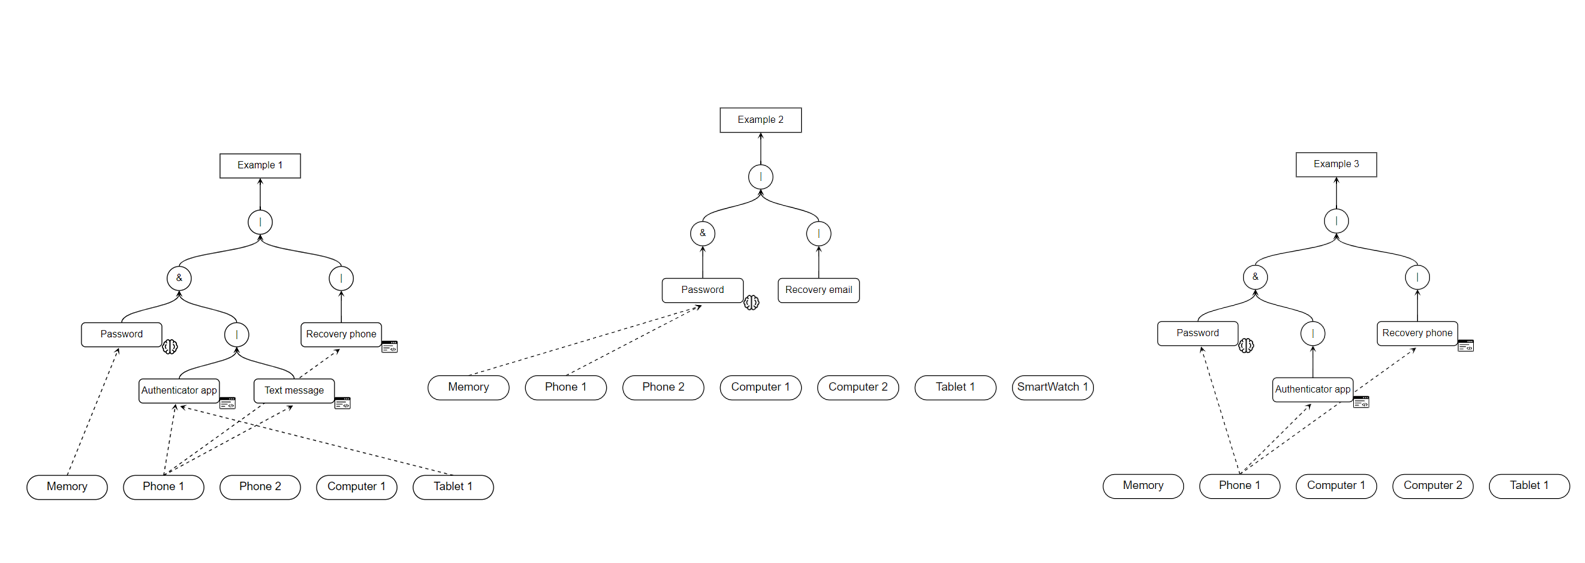 Example 1
|
&
|
Password
|
Recovery phone
Authenticator app
Text message
Memory
Phone 1
Phone 2
Computer 1
Tablet 1
Example 2
|
&
|
Password
Recovery email
Memory
Phone 1
Phone 2
Computer 1
Computer 2
Tablet 1
SmartWatch 1
Example 3
|
&
|
Password
|
Recovery phone
Authenticator app
Memory
Phone 1
Computer 1
Computer 2
Tablet 1